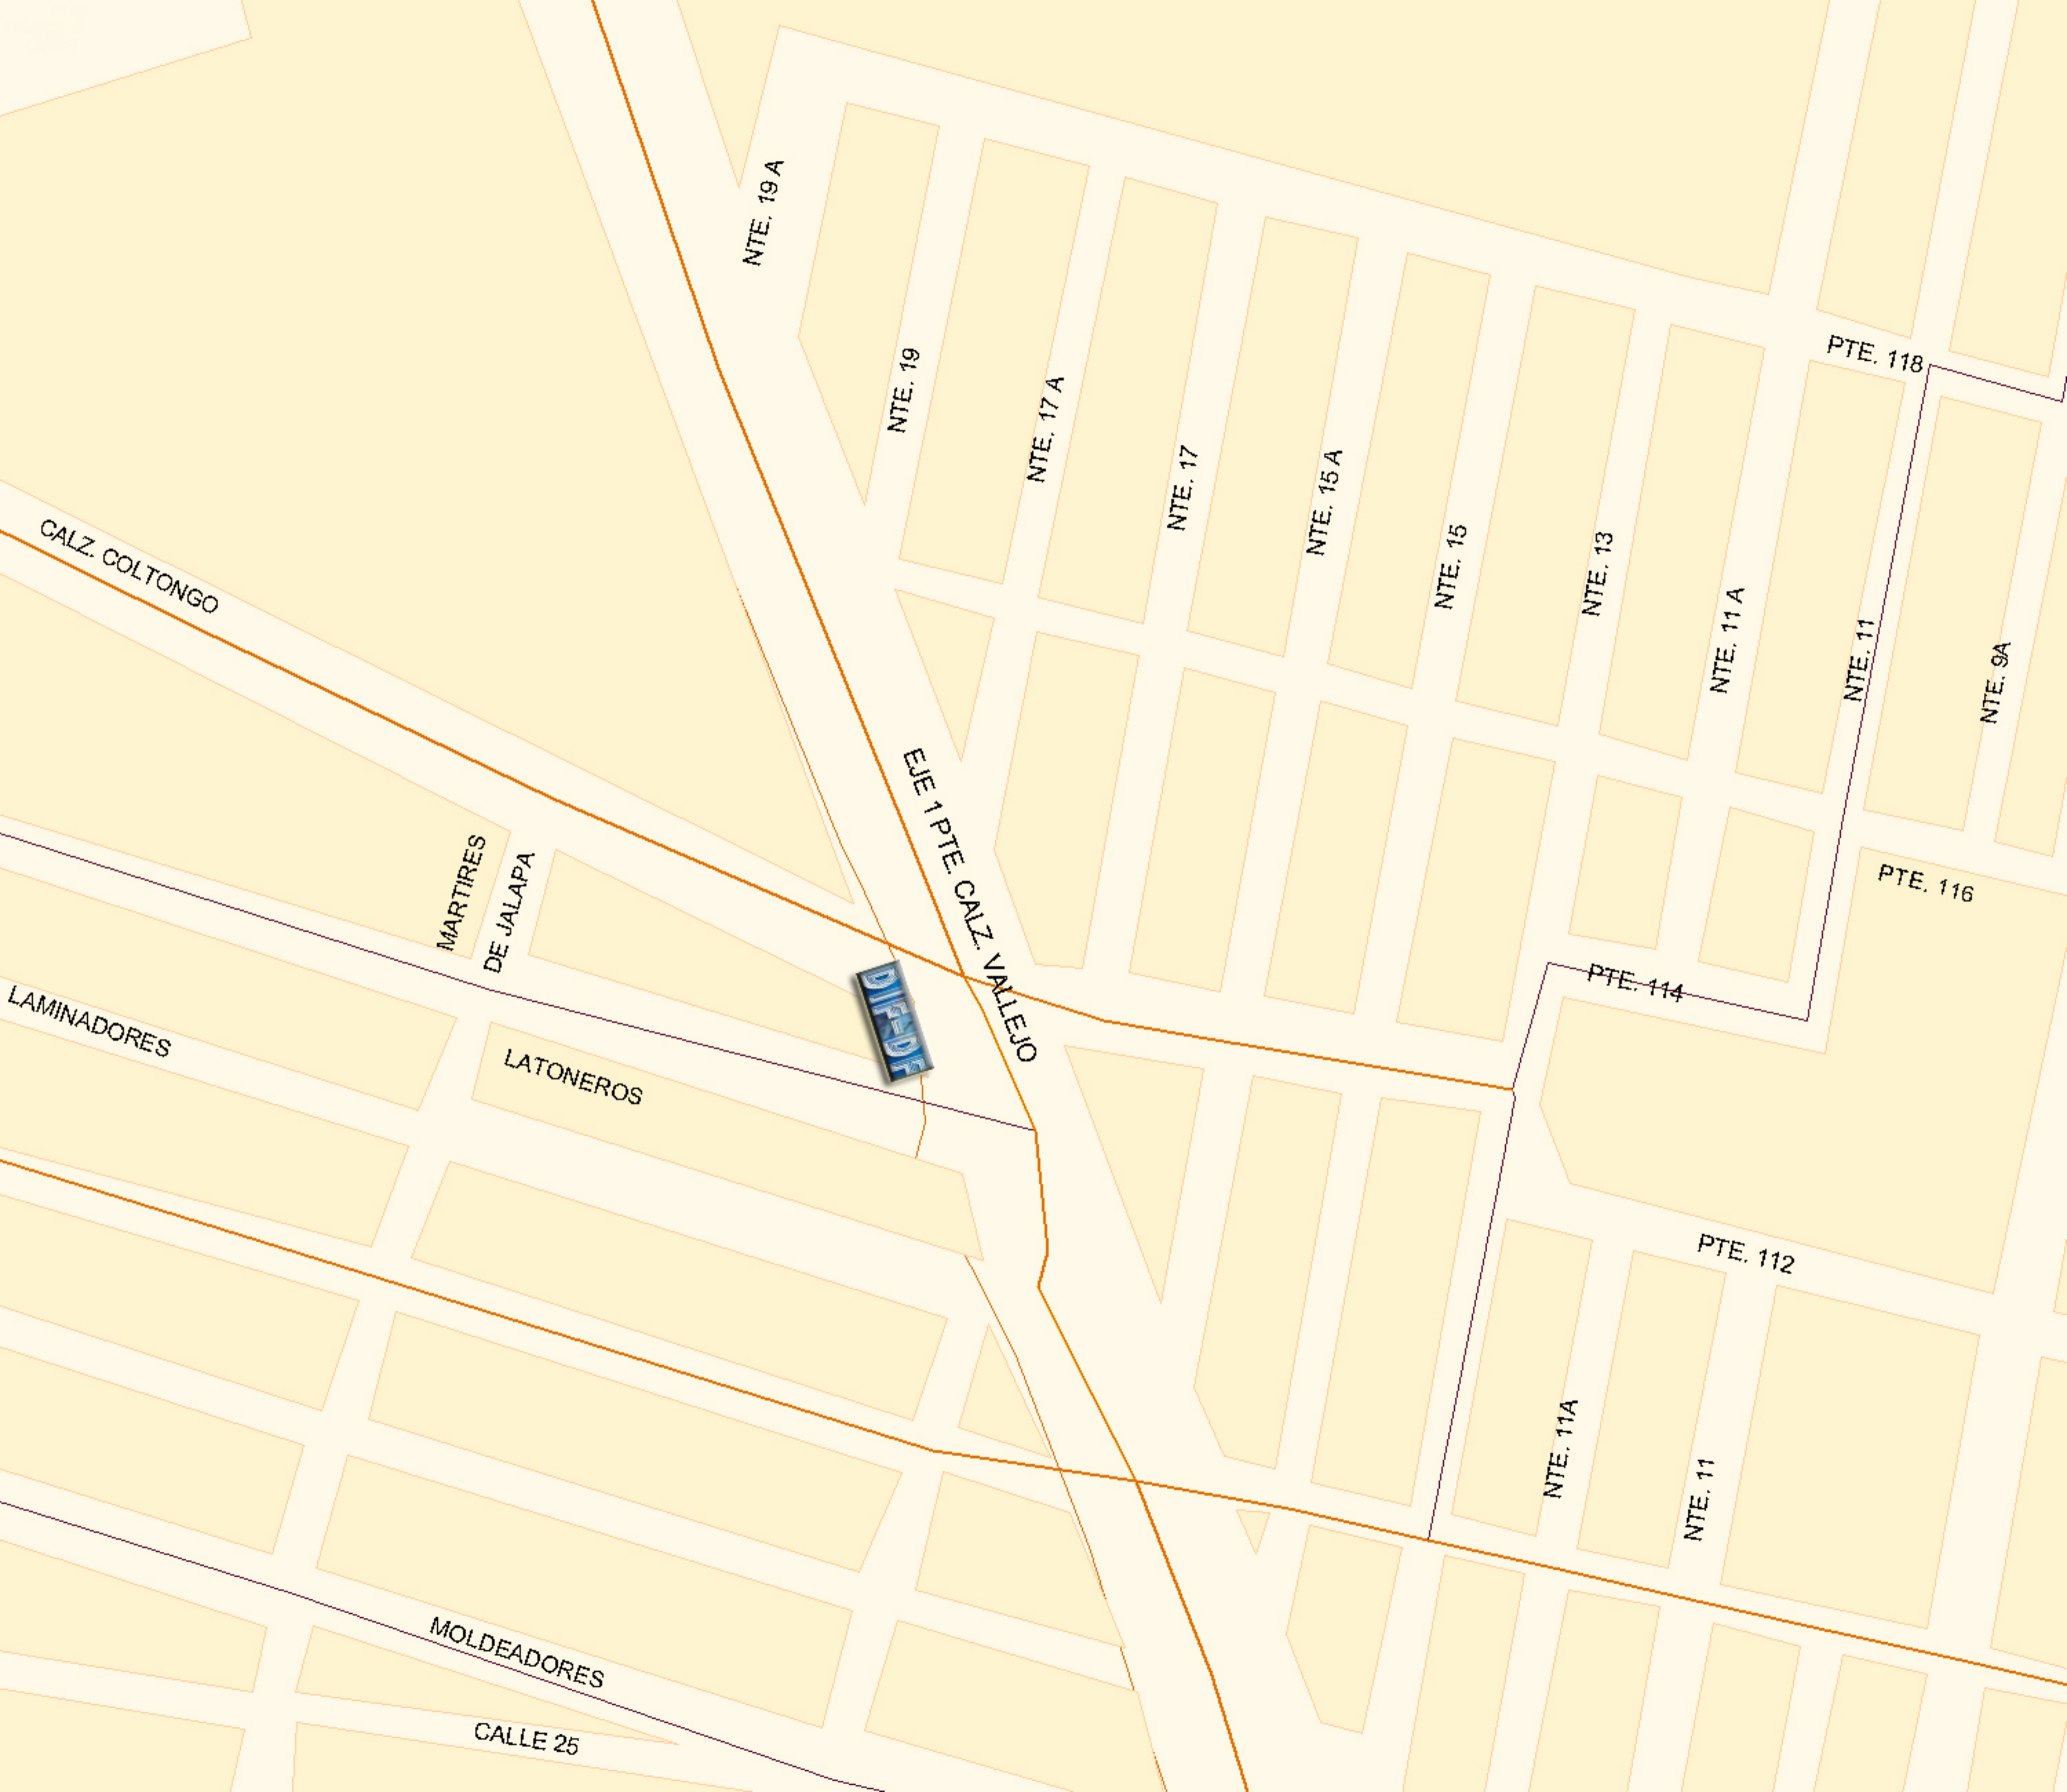 NTE. 19 A
NTE. 19
NTE. 17 A
NTE. 17
NTE. 15 A
NTE. 15
NTE. 13
NTE. 11 A
NTE. 11
NTE. 9A
PTE. 118
CALZ. COLTONGO
EJE 1 PTE. CALZ. VALLEJO
MARTIRES
DE JALAPA
PTE. 116
PTE. 114
LAMINADORES
LATONEROS
PTE. 112
NTE. 11A
NTE. 11
MOLDEADORES
CALLE 25